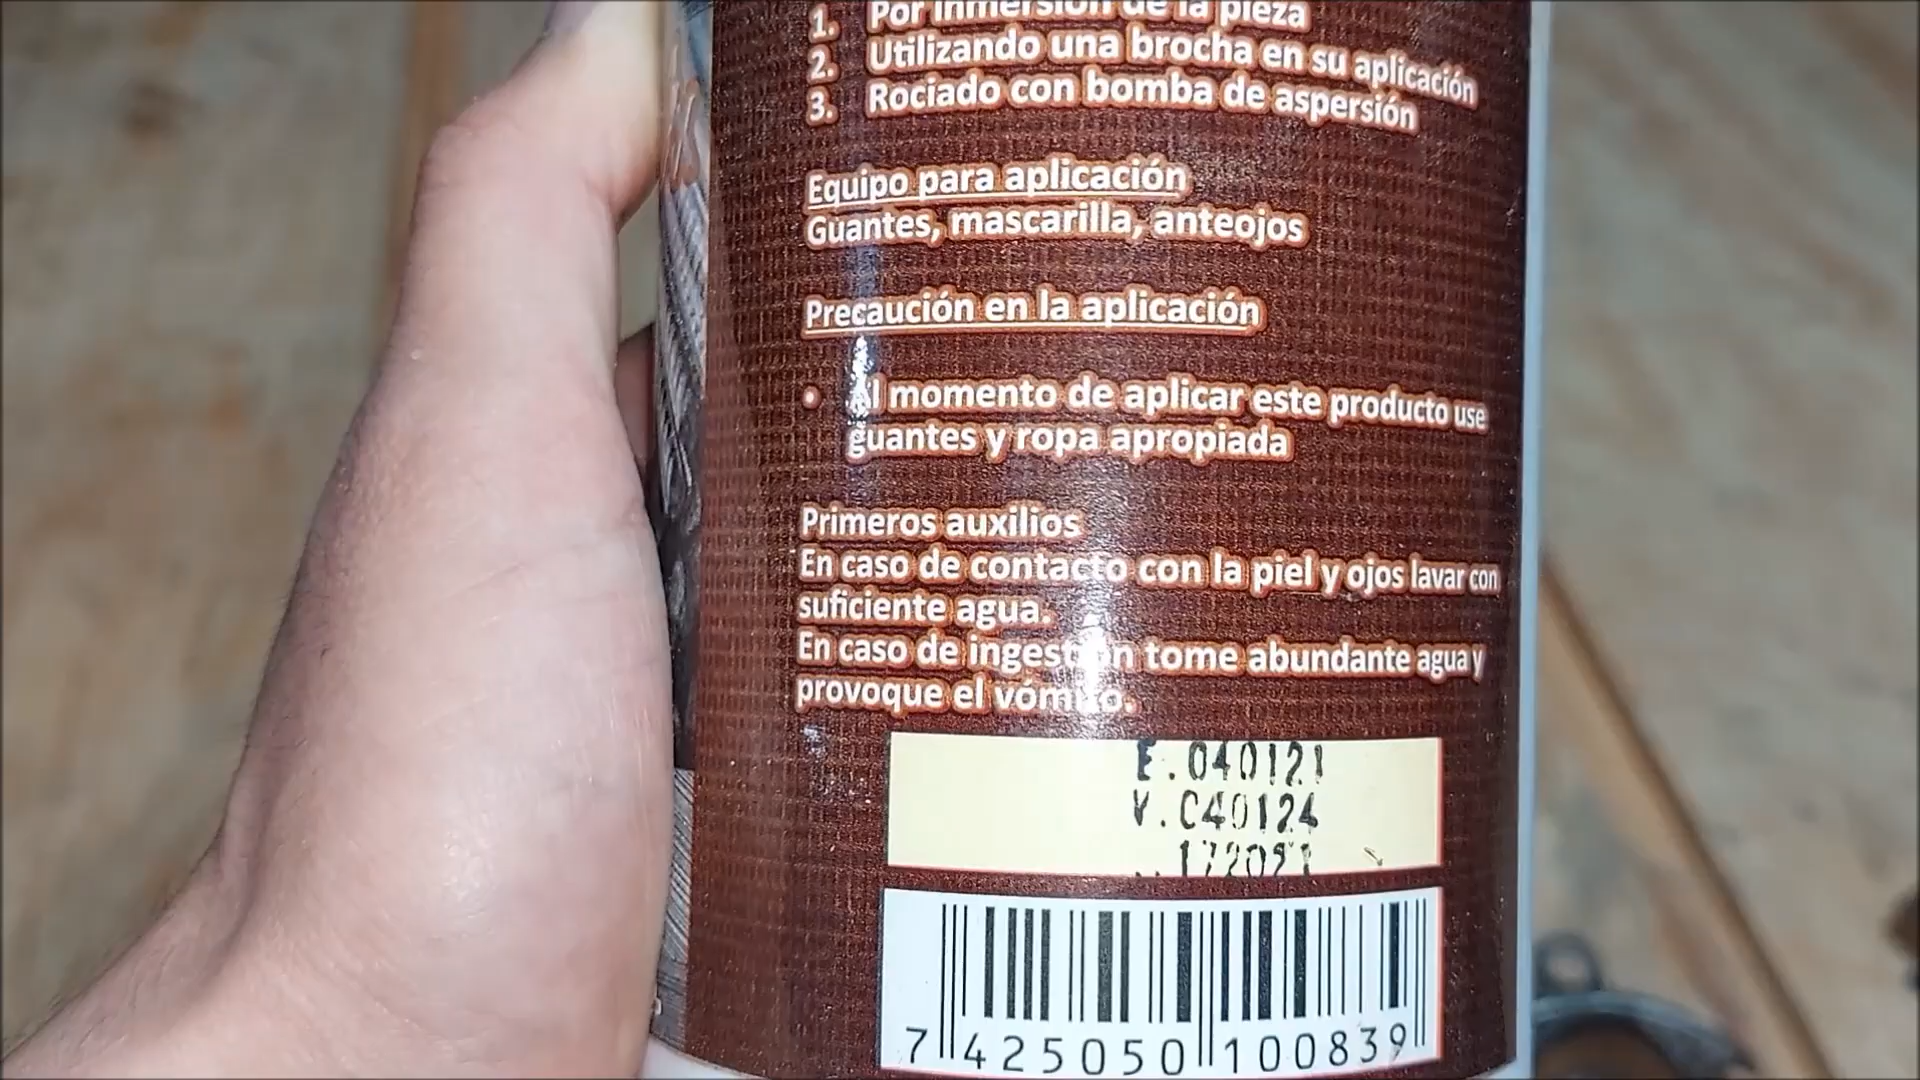 1. Por inmersión de la pieza
2. Utilizando una brocha en su aplicación
3. Rociado con bomba de aspersión
Equipo para aplicación
Guantes, mascarilla, anteojos
Precaución en la aplicación
• Al momento de aplicar este producto use
guantes y ropa apropiada
Primeros auxilios
En caso de contacto con la piel y ojos lavar con
suficiente agua.
En caso de ingestión tome abundante agua y
provoque el vómito.
E.040121
V.040124
7 425050 100839